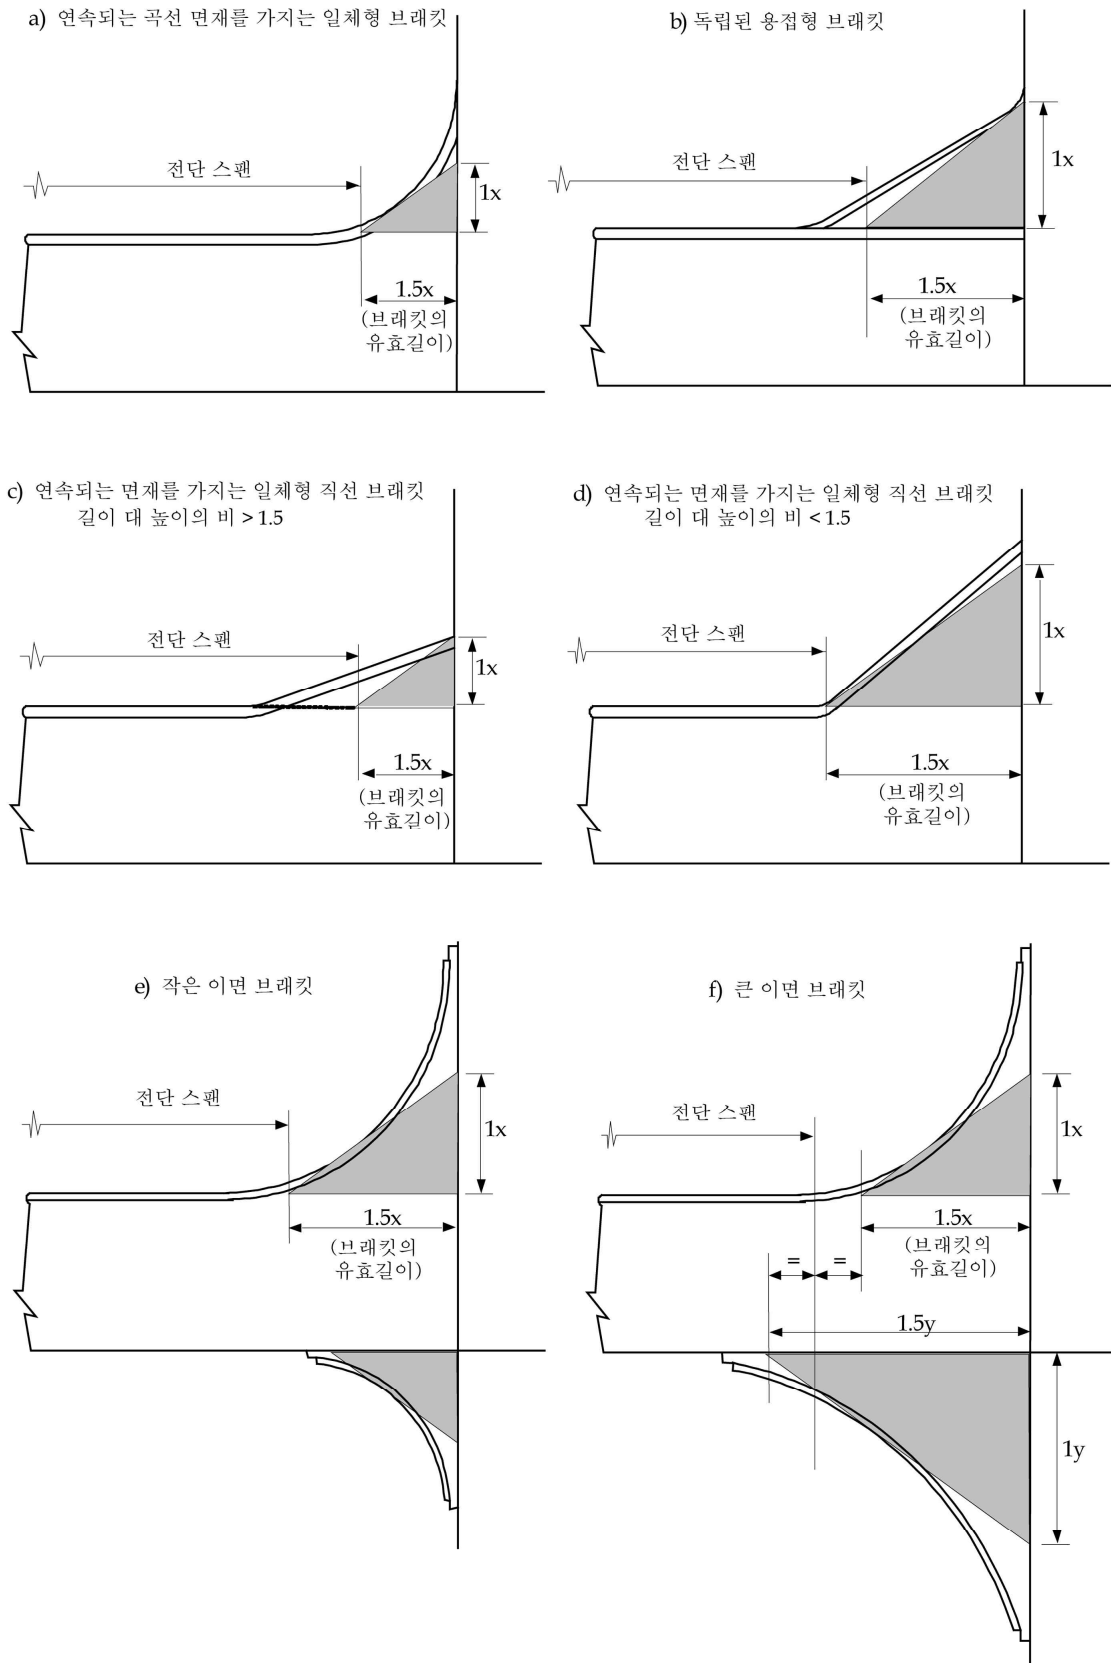 a) 연속되는 곡선 면재를 가지는 일체형 브래킷
전단 스팬
1x
1.5x
(브래킷의
유효길이)
b) 독립된 용접형 브래킷
전단 스팬
1x
1.5x
(브래킷의
유효길이)
c) 연속되는 면재를 가지는 일체형 직선 브래킷
길이 대 높이의 비 > 1.5
전단 스팬
1x
1.5x
(브래킷의
유효길이)
d) 연속되는 면재를 가지는 일체형 직선 브래킷
길이 대 높이의 비 < 1.5
전단 스팬
1x
1.5x
(브래킷의
유효길이)
e) 작은 이면 브래킷
전단 스팬
1x
1.5x
(브래킷의
유효길이)
f) 큰 이면 브래킷
전단 스팬
1x
1.5x
(브래킷의
유효길이)
= =
1.5y
1y